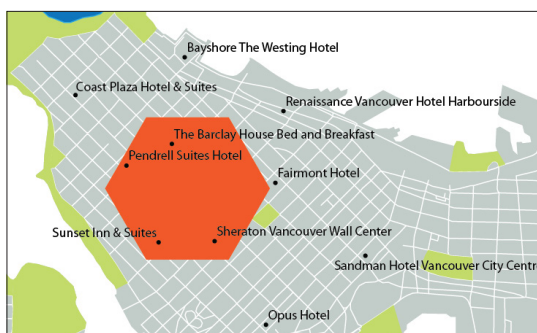 Bayshore The Westing Hotel
Coast Plaza Hotel & Suites
Renaissance Vancouver Hotel Harbourside
The Barclay House Bed and Breakfast
Pendrell Suites Hotel
Fairmont Hotel
Sunset Inn & Suites
Sheraton Vancouver Wall Center
Sandman Hotel Vancouver City Centr
Opus Hotel